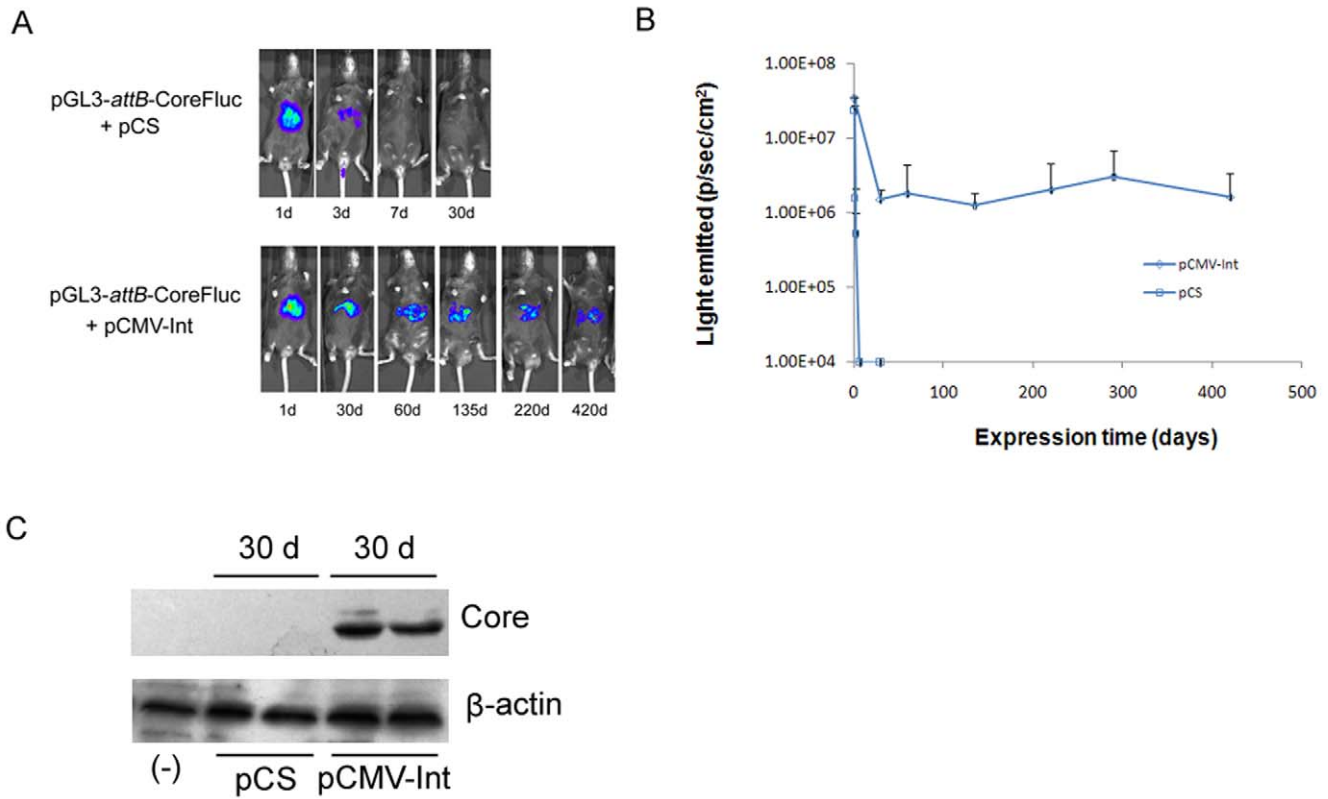 A
pGL3-attB-CoreFluc
+ pCS
1d 3d 7d 30d
pGL3-attB-CoreFluc
+ pCMV-Int
1d 30d 60d 135d 220d 420d
B
Light emitted (p/sec/cm²)
1.00E+08
1.00E+07
1.00E+06
1.00E+05
1.00E+04
pCMV-Int
pCS
0 100 200 300 400 500
Expression time (days)
C
30 d 30 d
Core
β-actin
(-) pCS pCMV-Int